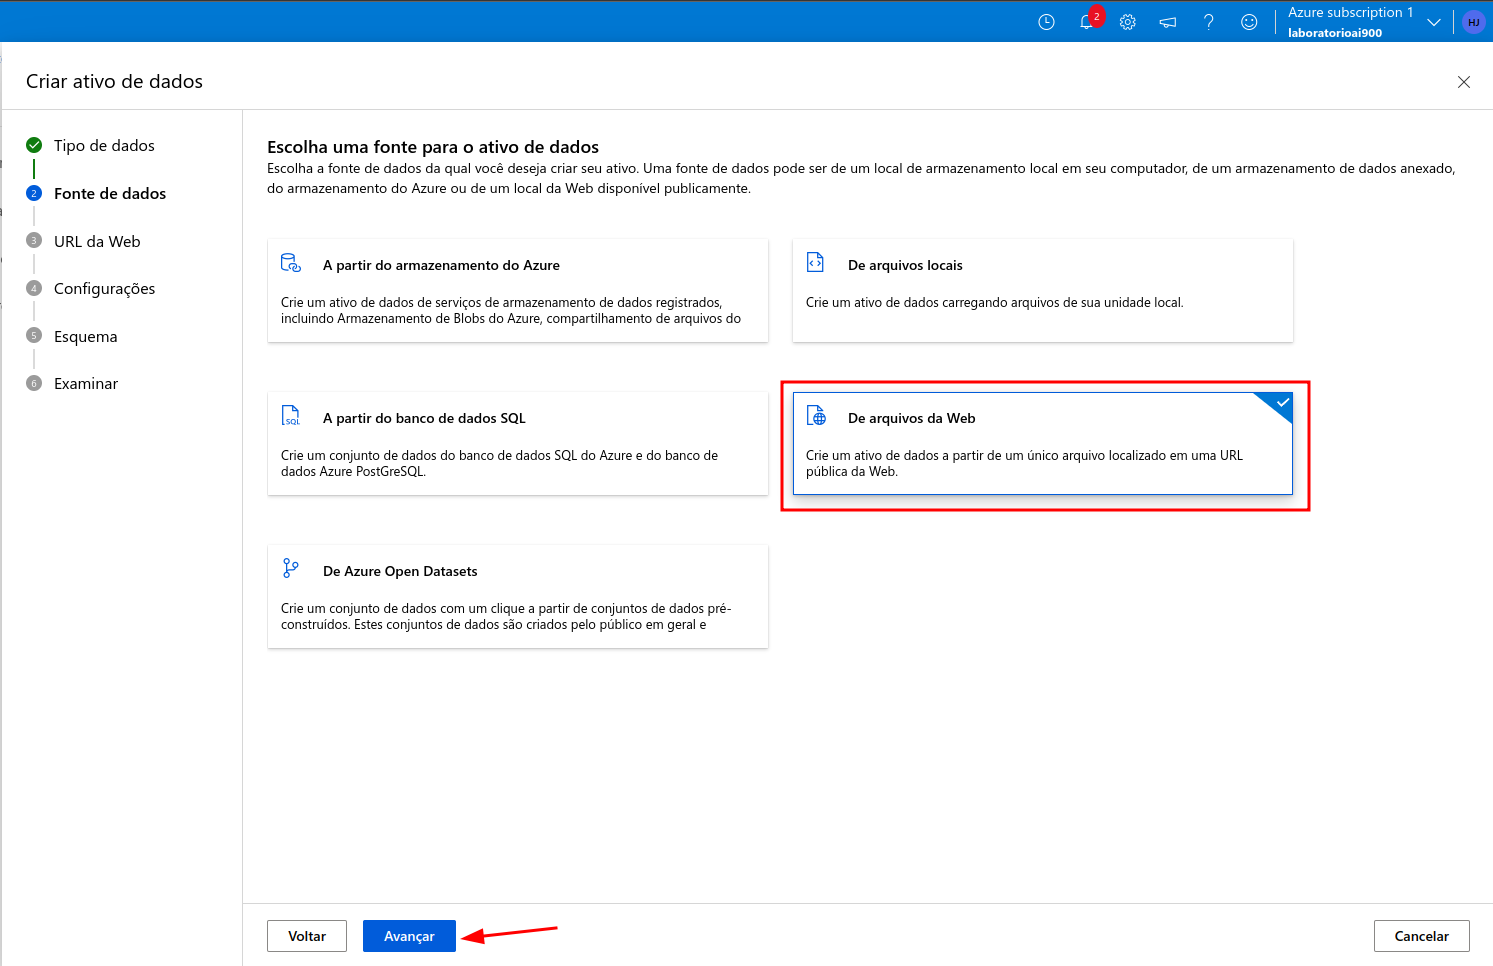 2
Azure subscription 1
laboratorioai900
HJ
Criar ativo de dados
Tipo de dados
2 Fonte de dados
3 URL da Web
4 Configurações
5 Esquema
6 Examinar
Escolha uma fonte para o ativo de dados
Escolha a fonte de dados da qual você deseja criar seu ativo. Uma fonte de dados pode ser de um local de armazenamento local em seu computador, de um armazenamento de dados anexado,
do armazenamento do Azure ou de um local da Web disponível publicamente.
A partir do armazenamento do Azure
Crie um ativo de dados de serviços de armazenamento de dados registrados,
incluindo Armazenamento de Blobs do Azure, compartilhamento de arquivos do
De arquivos locais
Crie um ativo de dados carregando arquivos de sua unidade local.
SQL
A partir do banco de dados SQL
Crie um conjunto de dados do banco de dados SQL do Azure e do banco de
dados Azure PostGreSQL.
De arquivos da Web
Crie um ativo de dados a partir de um único arquivo localizado em uma URL
pública da Web.
De Azure Open Datasets
Crie um conjunto de dados com um clique a partir de conjuntos de dados pré-
construídos. Estes conjuntos de dados são criados pelo público em geral e
Voltar
Avançar
Cancelar